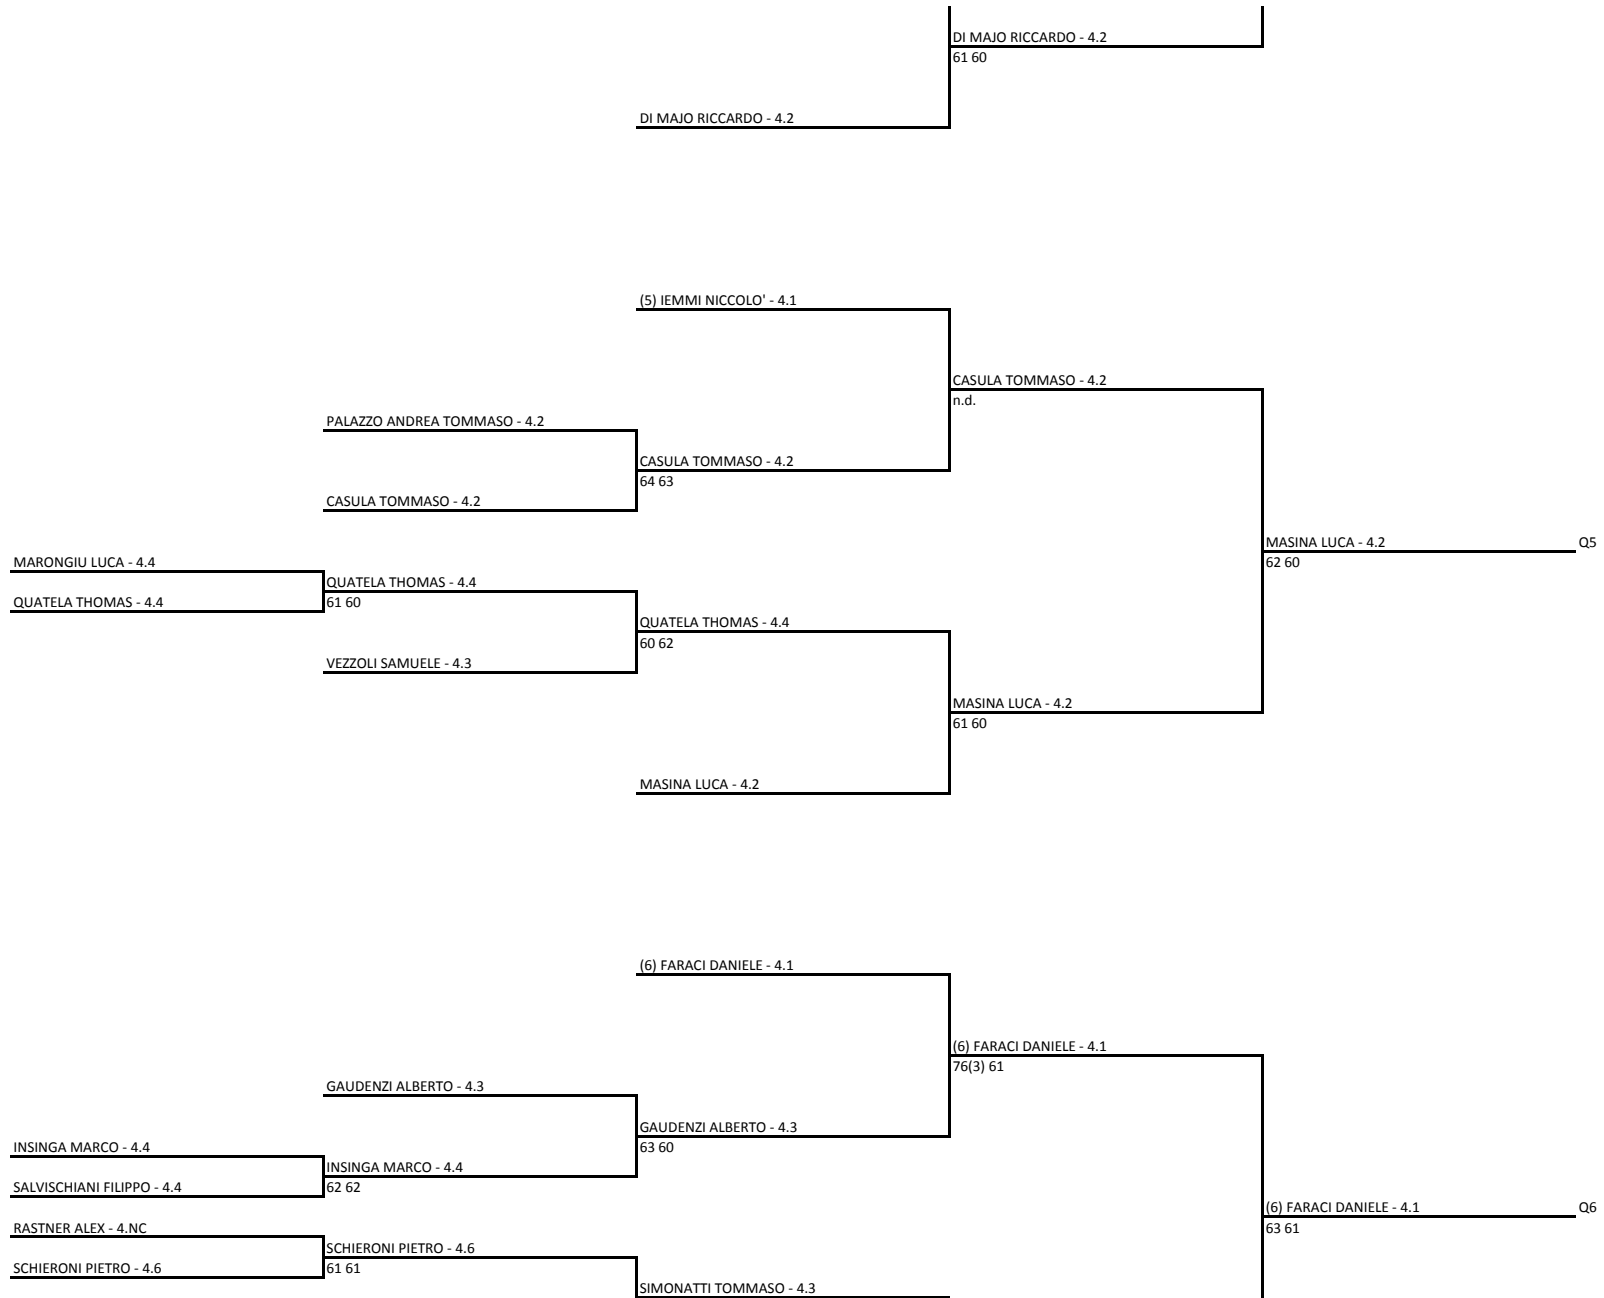 DI MAJO RICCARDO - 4.2
61 60
DI MAJO RICCARDO - 4.2
(5) IEMMI NICCOLO' - 4.1
CASULA TOMMASO - 4.2
n.d.
PALAZZO ANDREA TOMMASO - 4.2
CASULA TOMMASO - 4.2
64 63
CASULA TOMMASO - 4.2
MASINA LUCA - 4.2
Q5
62 60
MARONGIU LUCA - 4.4
QUATELA THOMAS - 4.4
61 60
QUATELA THOMAS - 4.4
QUATELA THOMAS - 4.4
60 62
VEZZOLI SAMUELE - 4.3
MASINA LUCA - 4.2
61 60
MASINA LUCA - 4.2
(6) FARACI DANIELE - 4.1
(6) FARACI DANIELE - 4.1
76(3) 61
GAUDENZI ALBERTO - 4.3
GAUDENZI ALBERTO - 4.3
63 60
INSINGA MARCO - 4.4
INSINGA MARCO - 4.4
62 62
SALVISCHIANI FILIPPO - 4.4
(6) FARACI DANIELE - 4.1
Q6
63 61
RASTNER ALEX - 4.NC
SCHIERONI PIETRO - 4.6
61 61
SCHIERONI PIETRO - 4.6
SIMONATTI TOMMASO - 4.3